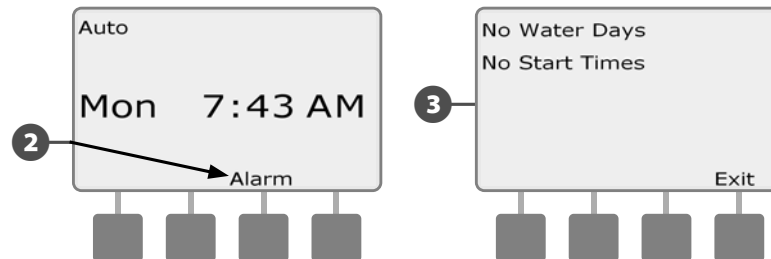 Auto
Mon 7:43 AM
2
Alarm
No Water Days
No Start Times
3
Exit